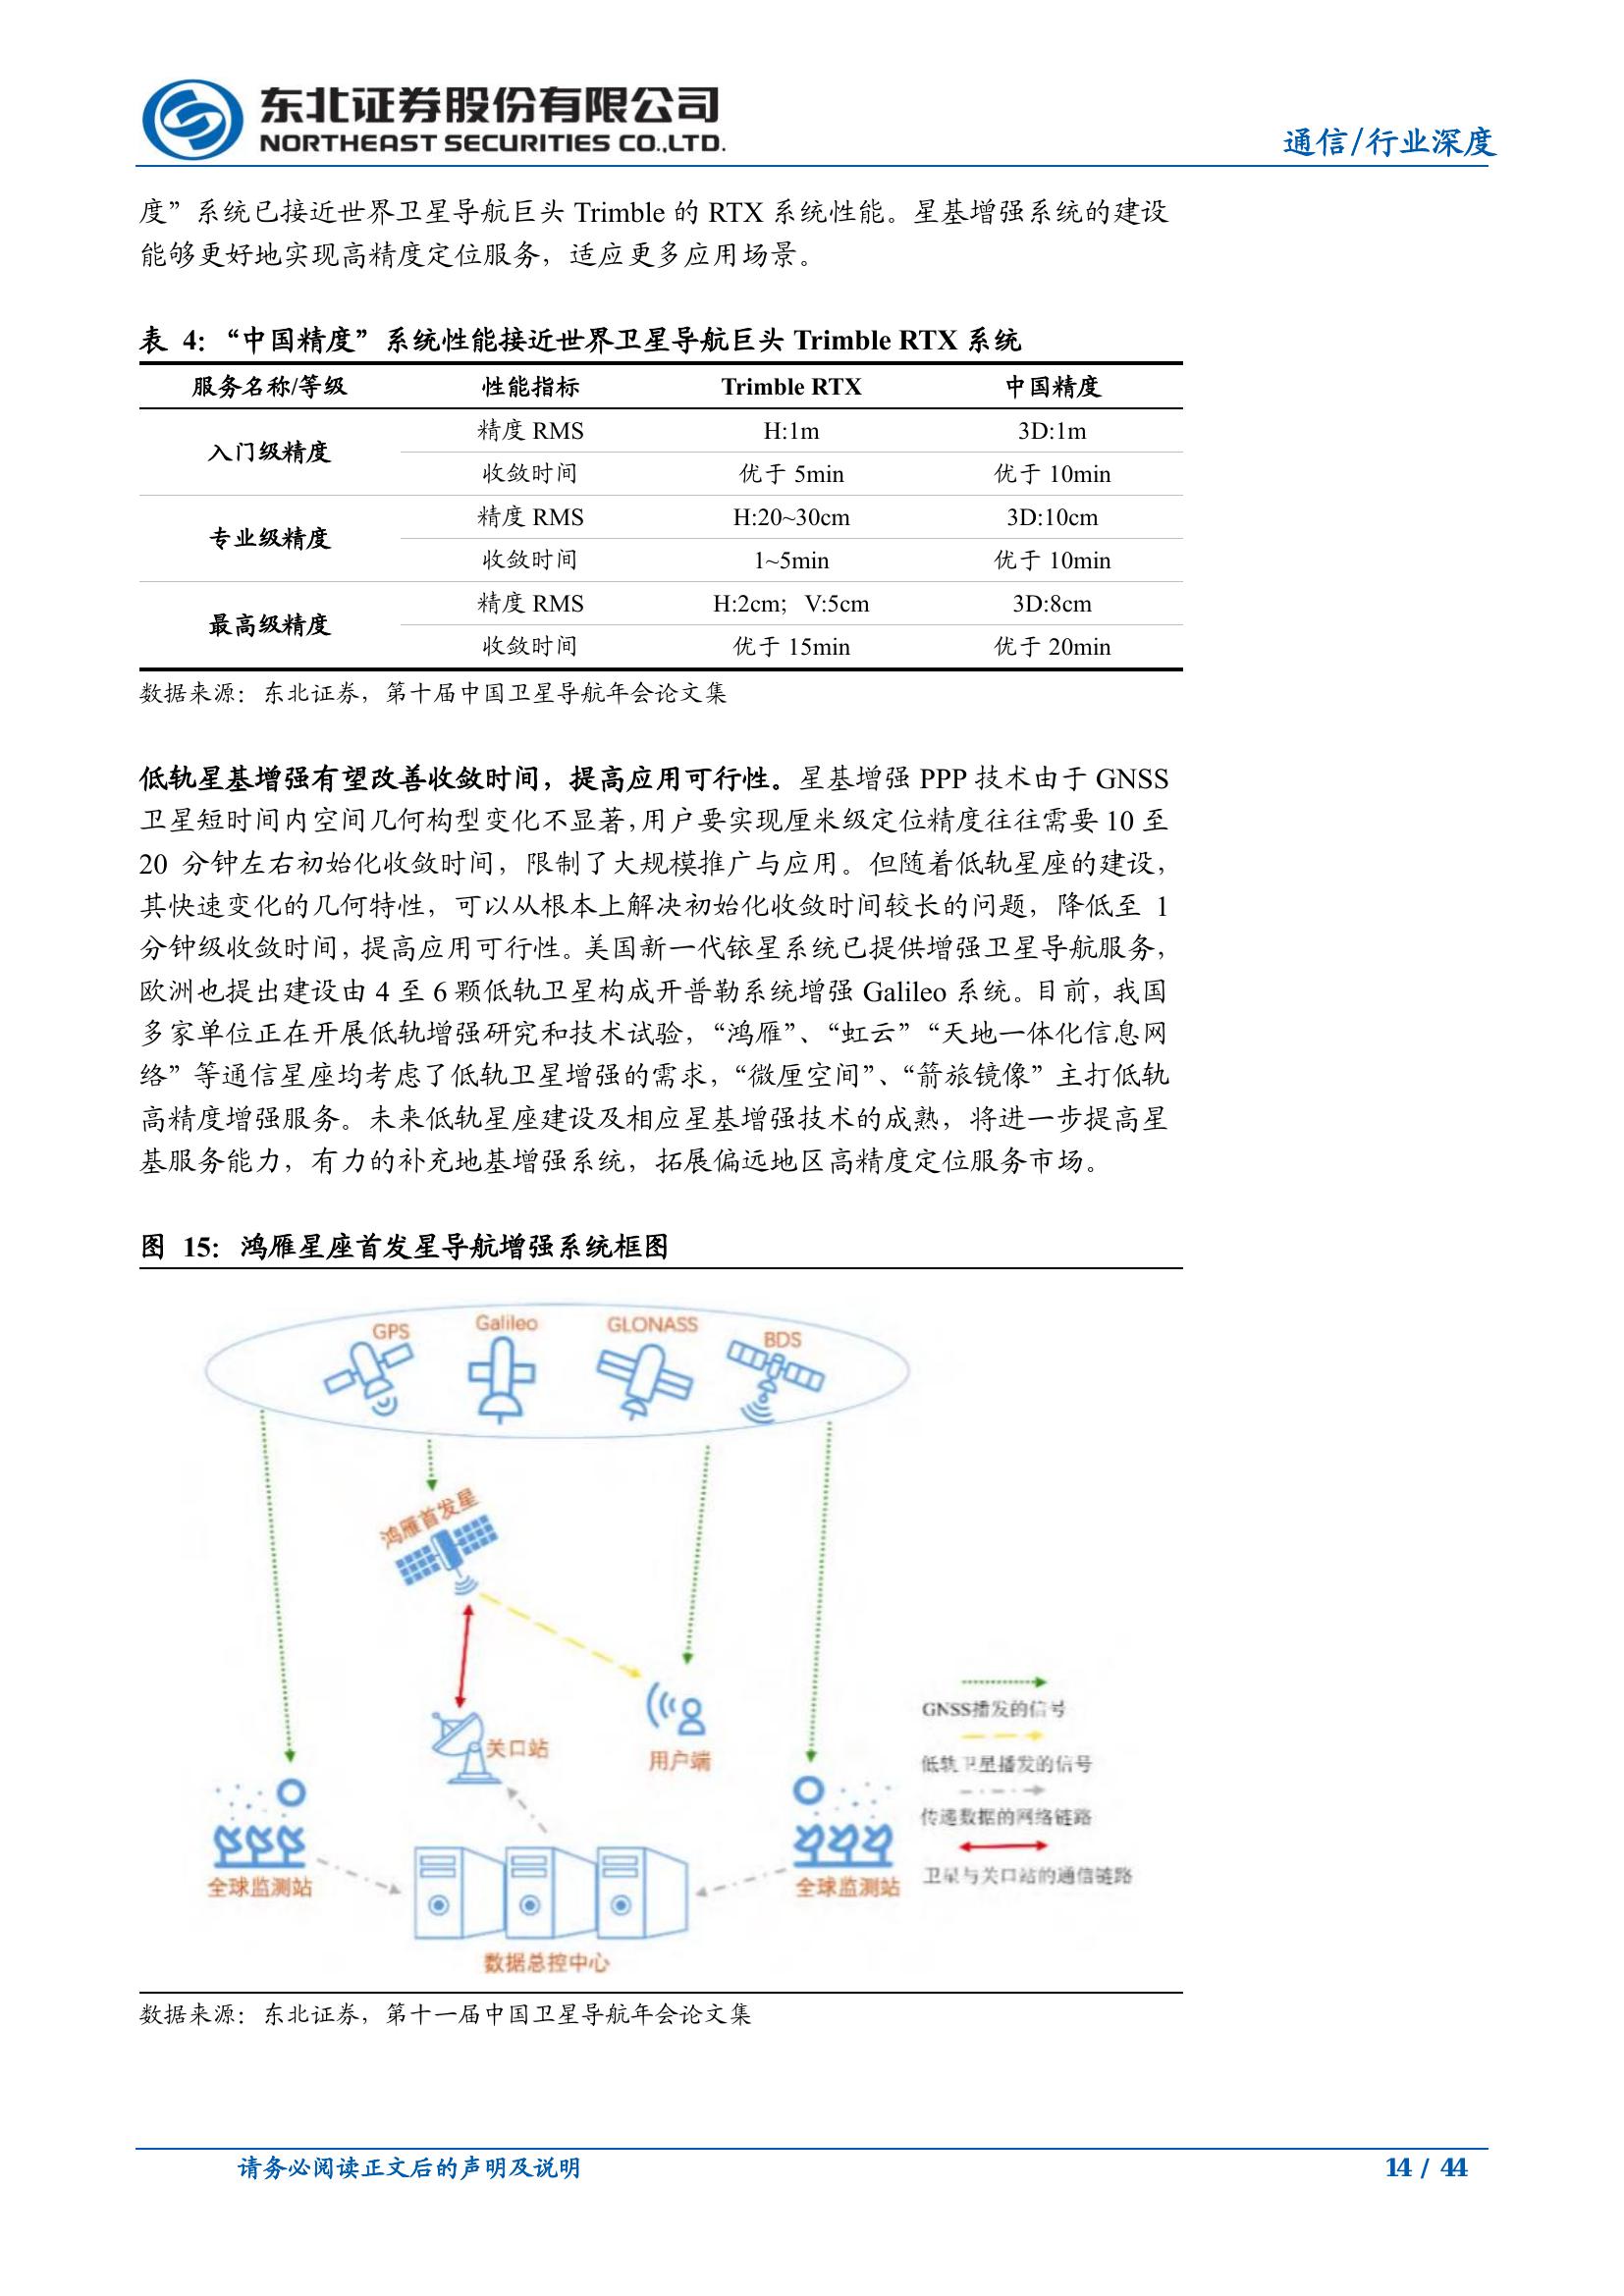 东北证券股份有限公司
NORTHEAST SECURITIES CO.,LTD.
通信/行业深度
度”系统已接近世界卫星导航巨头 Trimble 的 RTX 系统性能。星基增强系统的建设
能够更好地实现高精度定位服务，适应更多应用场景。
表 4：“中国精度”系统性能接近世界卫星导航巨头 Trimble RTX 系统
服务名称/等级 性能指标 Trimble RTX 中国精度
入门级精度
精度 RMS H:1m 3D:1m
收敛时间 优于 5min 优于 10min
专业级精度
精度 RMS H:20~30cm 3D:10cm
收敛时间 1~5min 优于 10min
最高级精度
精度 RMS H:2cm；V:5cm 3D:8cm
收敛时间 优于 15min 优于 20min
数据来源：东北证券，第十届中国卫星导航年会论文集
低轨星基增强有望改善收敛时间，提高应用可行性。星基增强 PPP 技术由于 GNSS
卫星短时间内空间几何构型变化不显著，用户要实现厘米级定位精度往往需要 10 至
20 分钟左右初始化收敛时间，限制了大规模推广与应用。但随着低轨星座的建设，
其快速变化的几何特性，可以从根本上解决初始化收敛时间较长的问题，降低至 1
分钟级收敛时间，提高应用可行性。美国新一代铱星系统已提供增强卫星导航服务，
欧洲也提出建设由 4 至 6 颗低轨卫星构成开普勒系统增强 Galileo 系统。目前，我国
多家单位正在开展低轨增强研究和技术试验，“鸿雁”、“虹云”“天地一体化信息网
络”等通信星座均考虑了低轨卫星增强的需求，“微厘空间”、“箭旅镜像”主打低轨
高精度增强服务。未来低轨星座建设及相应星基增强技术的成熟，将进一步提高星
基服务能力，有力的补充地基增强系统，拓展偏远地区高精度定位服务市场。
图 15：鸿雁星座首发星导航增强系统框图
GPS Galileo GLONASS BDS
鸿雁首发星
关口站
用户端
GNSS播发的信号
低轨卫星播发的信号
传递数据的网络链路
卫星与关口站的通信链路
全球监测站
全球监测站
数据总控中心
数据来源：东北证券，第十一届中国卫星导航年会论文集
请务必阅读正文后的声明及说明
14 / 44